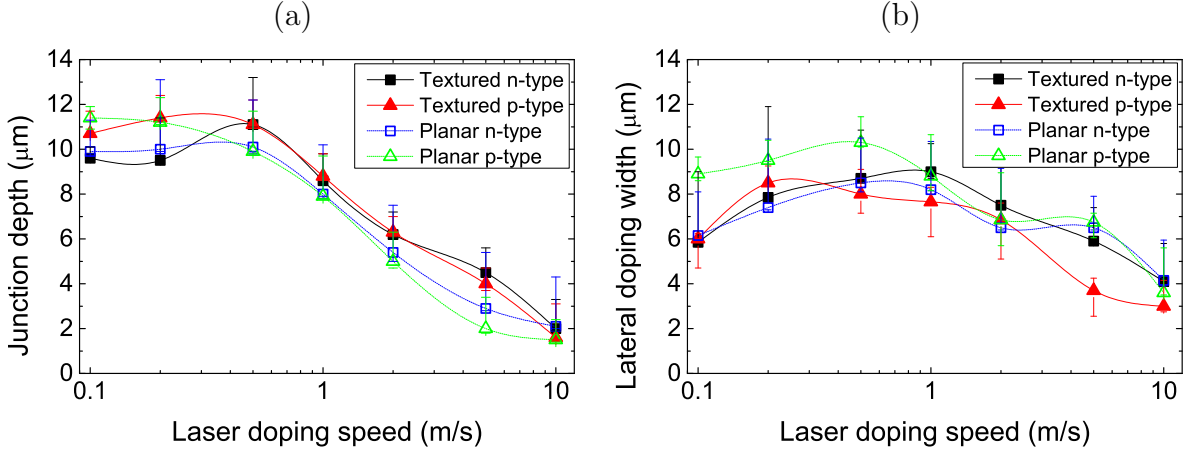 (a)
Junction depth (μm)
14
12
10
8
6
4
2
0
0.1
1
10
Laser doping speed (m/s)
Textured n-type
Textured p-type
Planar n-type
Planar p-type
(b)
Lateral doping width (μm)
14
12
10
8
6
4
2
0
0.1
1
10
Laser doping speed (m/s)
Textured n-type
Textured p-type
Planar n-type
Planar p-type